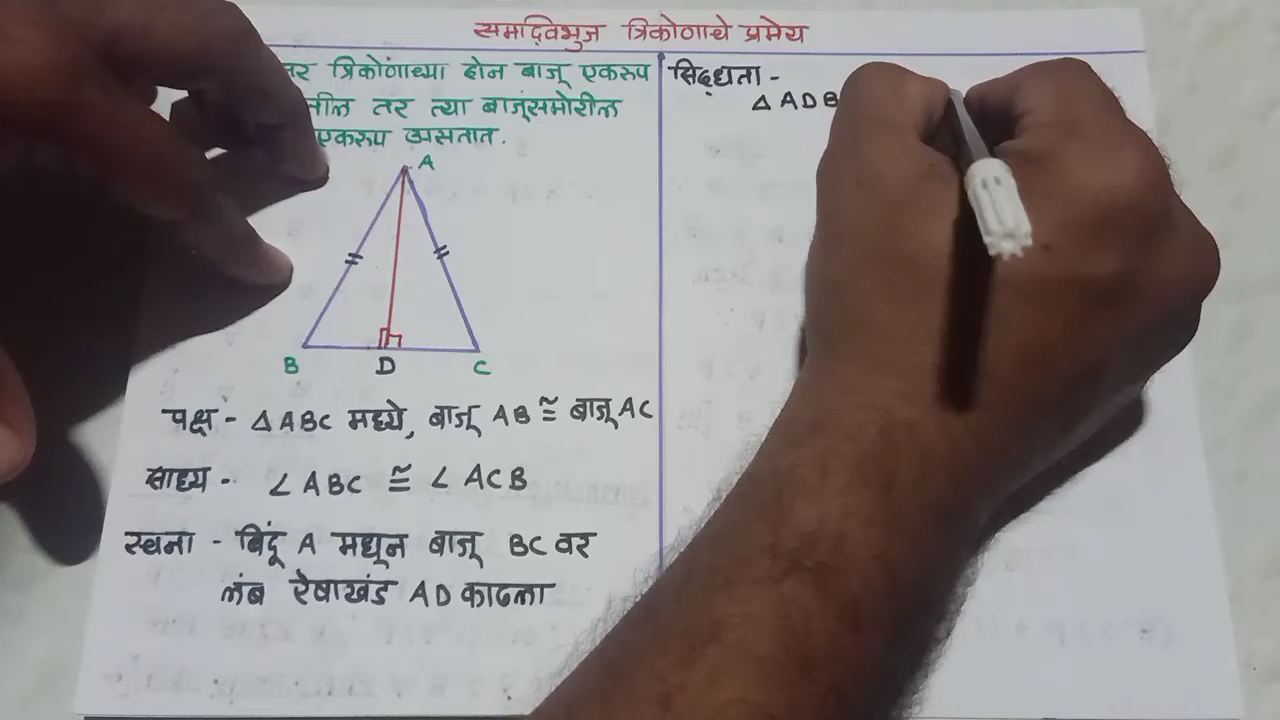 समद्विभुज त्रिकोणाचे प्रमेय
त्रिकोणाच्या दोन बाजू एकरूप
तर त्या बाजूंसमोरील
एकरूप असतात.
A
B D C
पक्ष - △ABC मध्ये, बाजू AB ≅ बाजू AC
साध्य - ∠ABC ≅ ∠ACB
रचना - बिंदू A मधून बाजू BC वर
लंब रेषाखंड AD काढला
सिद्धता -
△ ADB